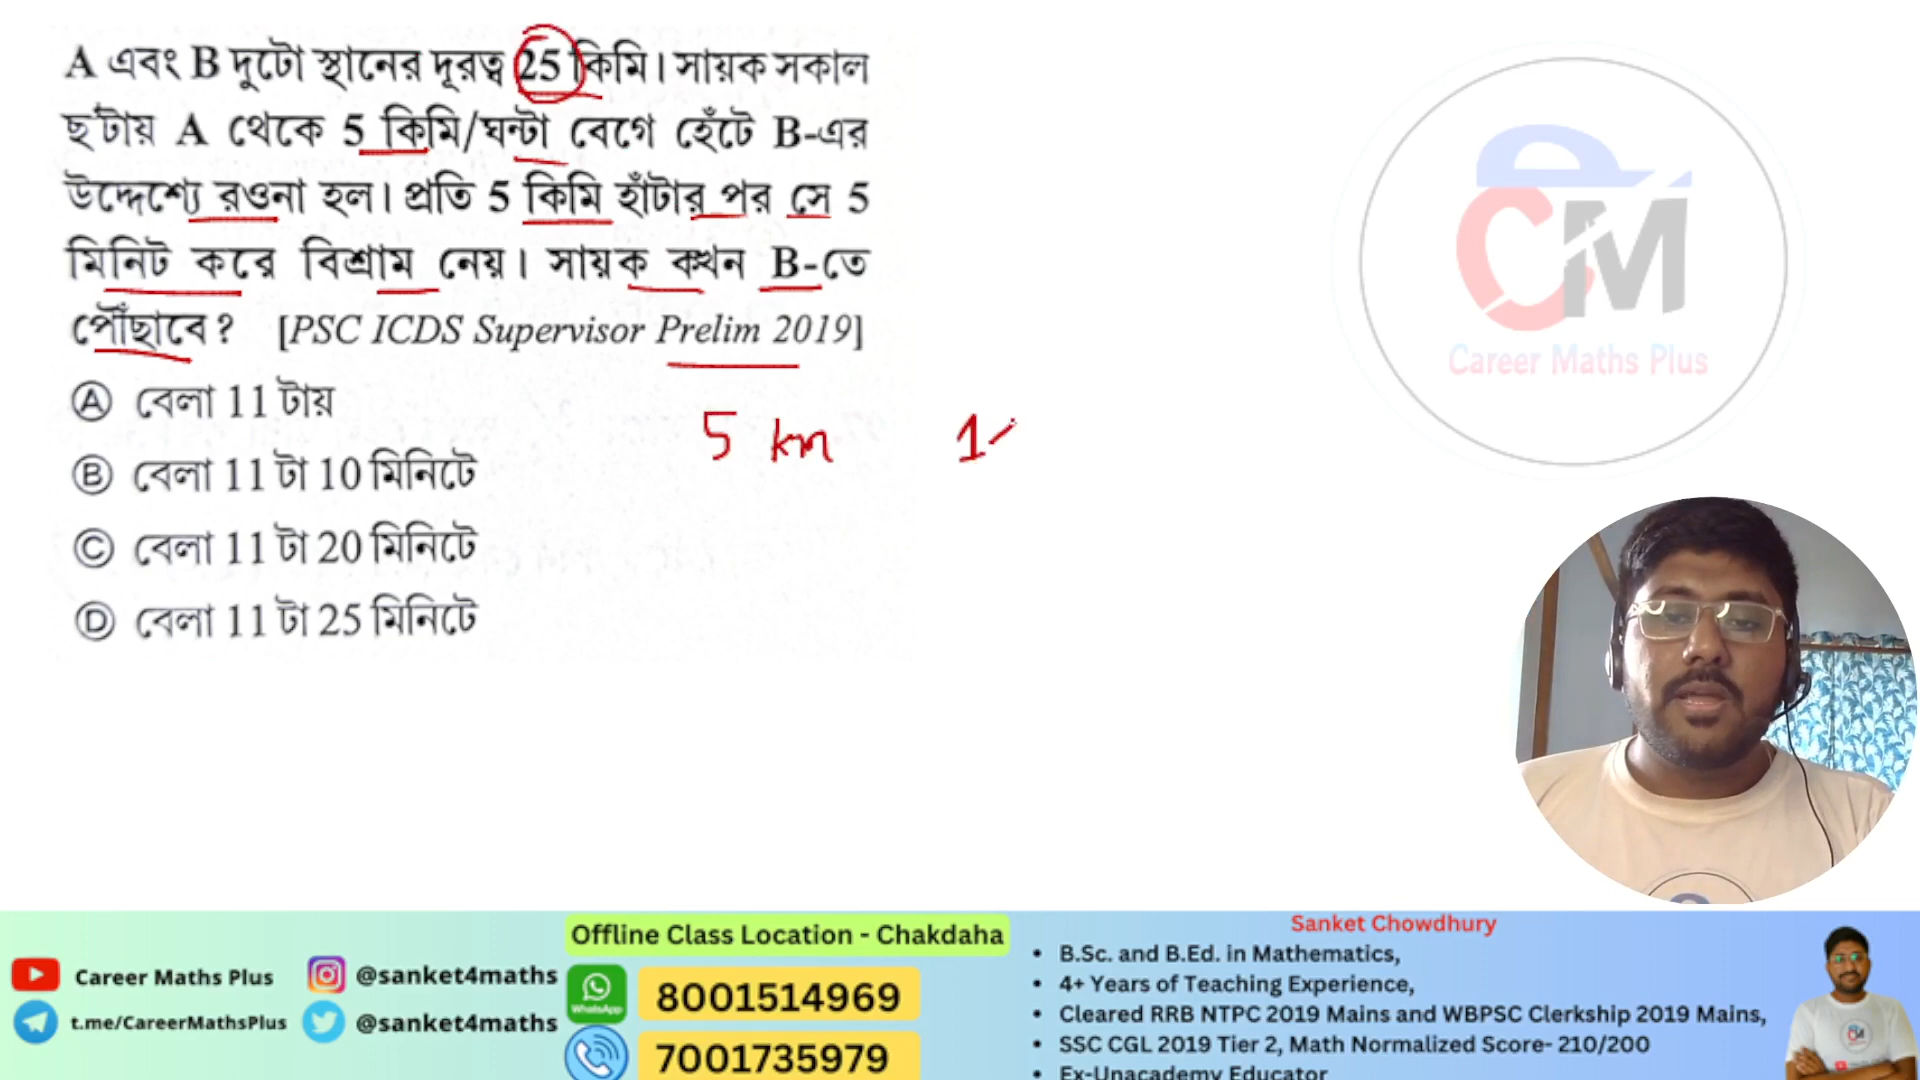 A এবং B দুটো স্থানের দূরত্ব 25 কিমি। সায়ক সকাল
ছ'টায় A থেকে 5 কিমি/ঘন্টা বেগে হেঁটে B-এর
উদ্দেশ্যে রওনা হল। প্রতি 5 কিমি হাঁটার পর সে 5
মিনিট করে বিশ্রাম নেয়। সায়ক কখন B-তে
পৌঁছাবে? [PSC ICDS Supervisor Prelim 2019]
Ⓐ বেলা 11 টায়
Ⓑ বেলা 11 টা 10 মিনিটে
Ⓒ বেলা 11 টা 20 মিনিটে
Ⓓ বেলা 11 টা 25 মিনিটে
5 km 1
CM
Career Maths Plus
Offline Class Location - Chakdaha
Career Maths Plus
@sanket4maths
t.me/CareerMathsPlus
@sanket4maths
WhatsApp
8001514969
7001735979
Sanket Chowdhury
• B.Sc. and B.Ed. in Mathematics,
• 4+ Years of Teaching Experience,
• Cleared RRB NTPC 2019 Mains and WBPSC Clerkship 2019 Mains,
• SSC CGL 2019 Tier 2, Math Normalized Score- 210/200
• Ex-Unacademy Educator